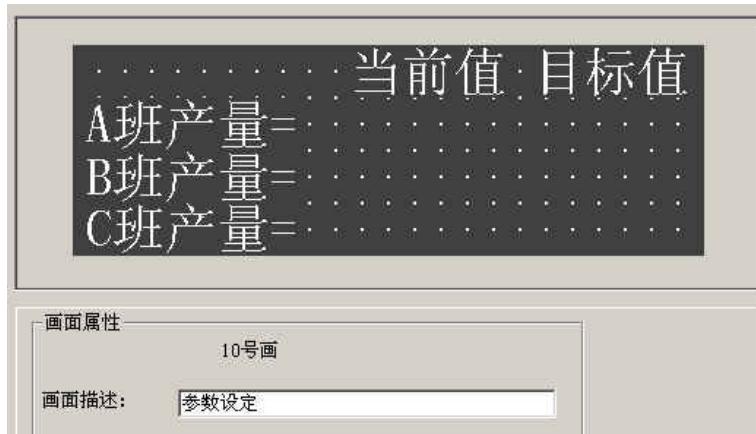 当前值 目标值
A班产量=
B班产量=
C班产量=
画面属性
10号画
画面描述: 参数设定